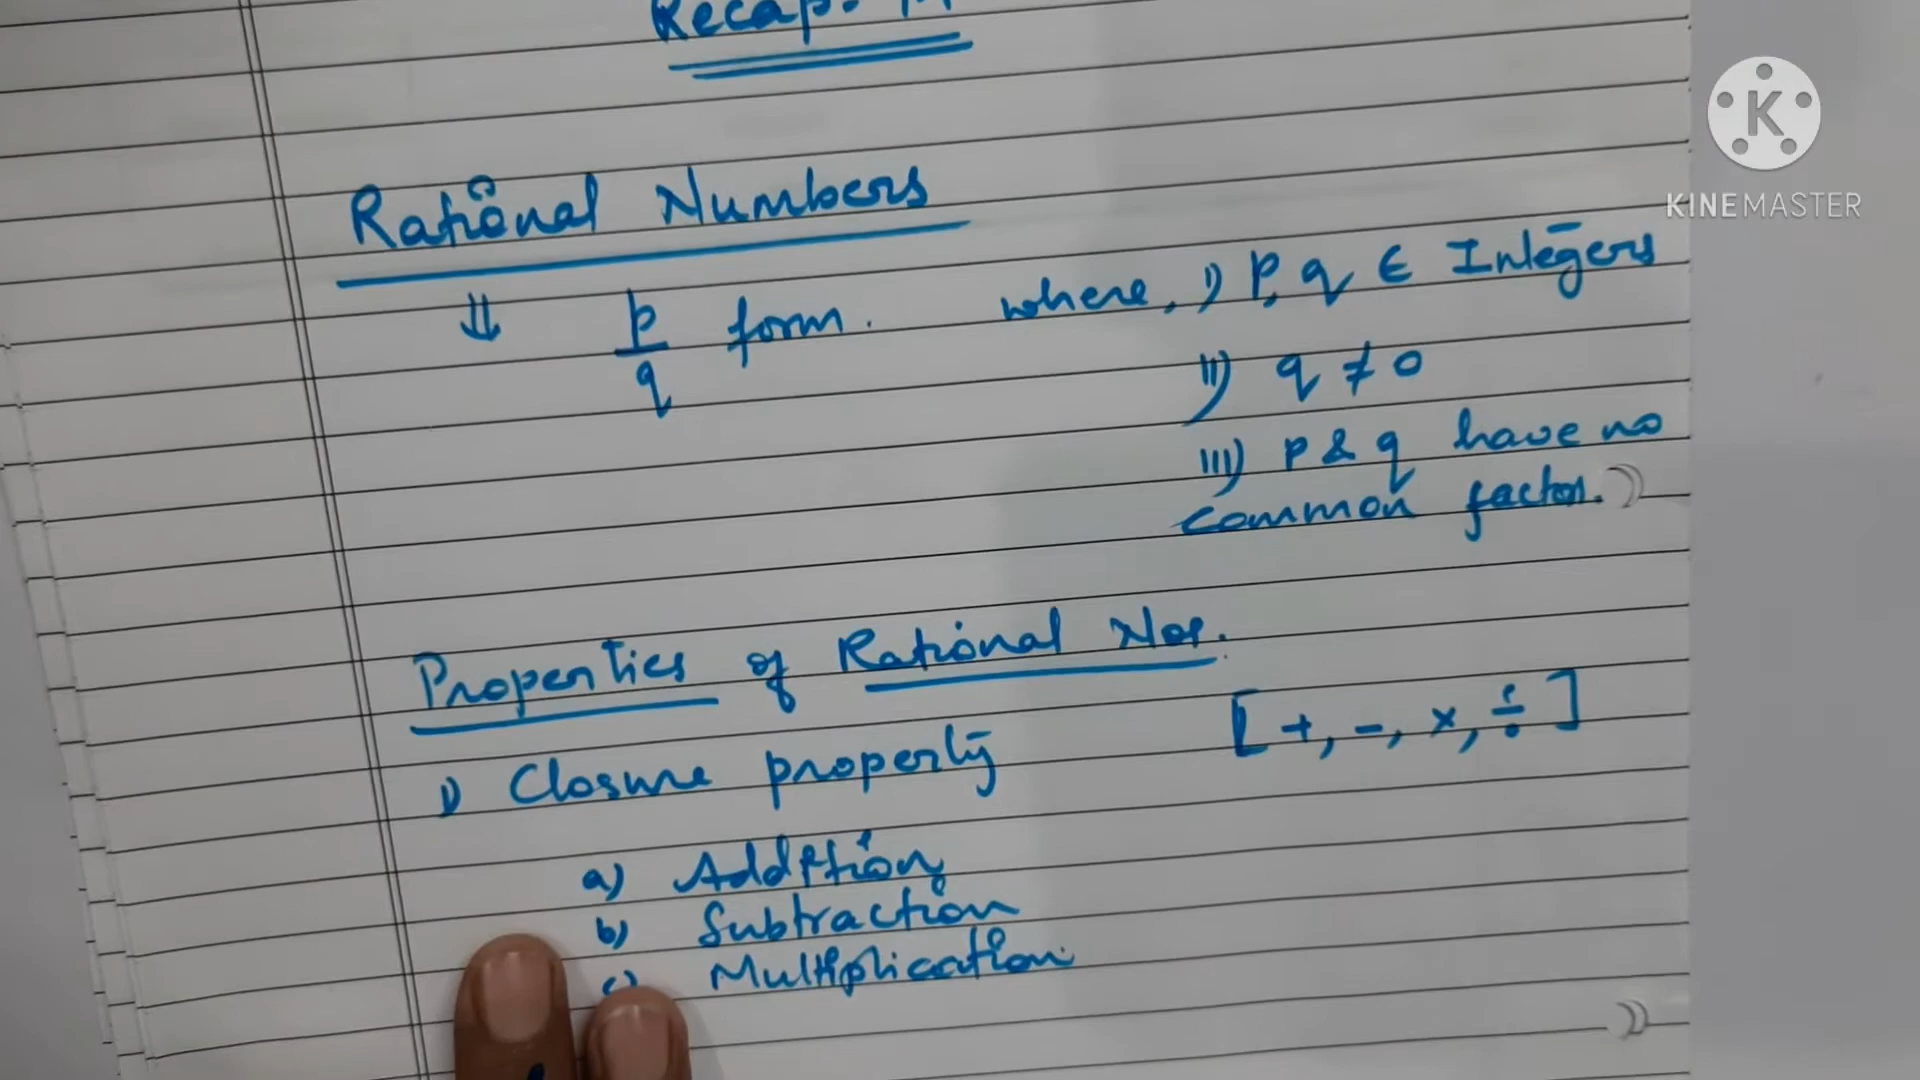 Recap.
Rational Numbers
⇓ p/q form. where, i) p, q ∈ Integers
ii) q ≠ 0
iii) p & q have no
common factor.
Properties of Rational Nos.
[+, -, ×, ÷]
i) Closure property
a) Addition
b) Subtraction
c) Multiplication
K
KINEMASTER